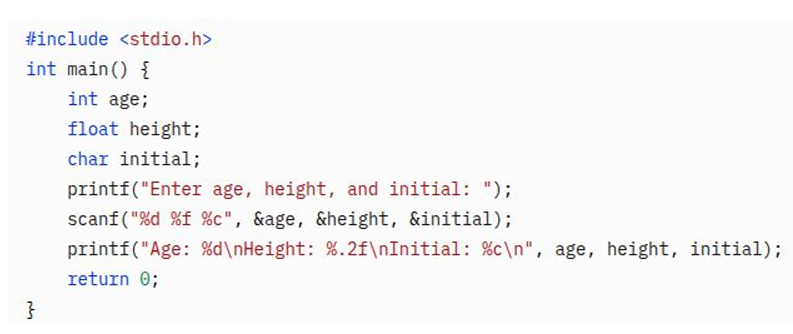 #include <stdio.h>
int main() {
    int age;
    float height;
    char initial;
    printf("Enter age, height, and initial: ");
    scanf("%d %f %c", &age, &height, &initial);
    printf("Age: %d\nHeight: %.2f\nInitial: %c\n", age, height, initial);
    return 0;
}